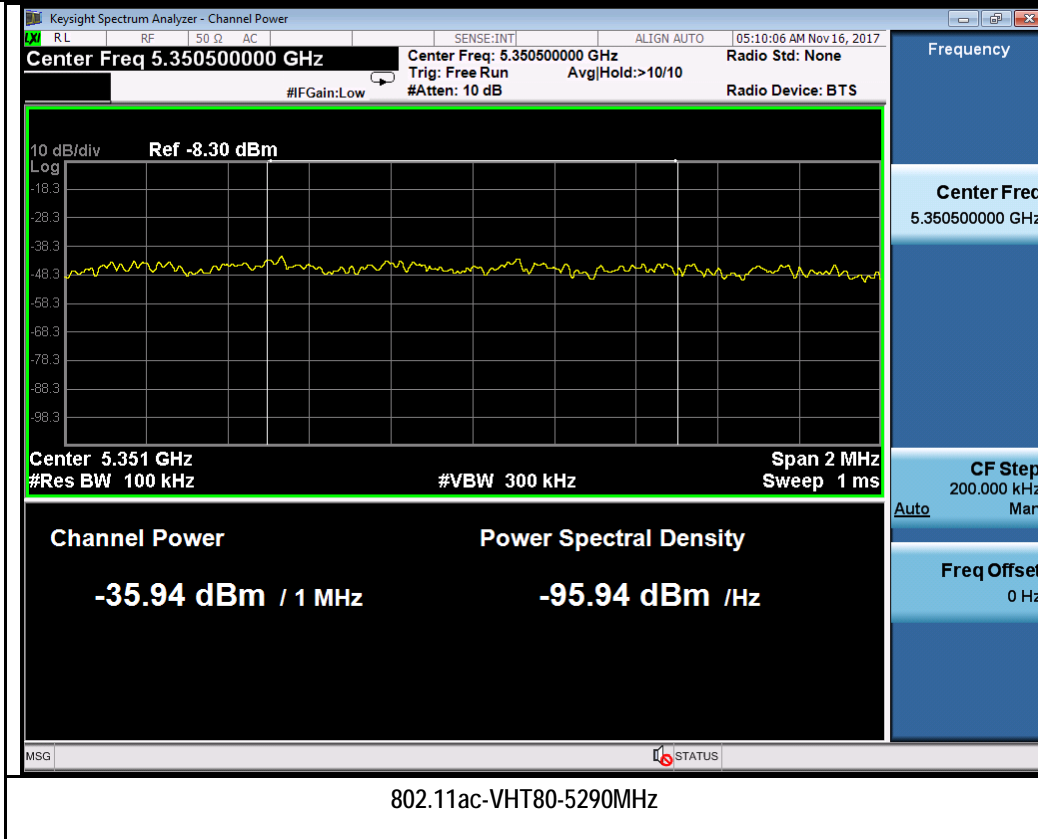 Keysight Spectrum Analyzer - Channel Power
LXI RL RF 50 Ω AC SENSE:INT ALIGN AUTO 05:10:06 AM Nov 16, 2017
Center Freq 5.350500000 GHz
Center Freq: 5.350500000 GHz
Radio Std: None
Trig: Free Run Avg|Hold:>10/10
#IFGain:Low
#Atten: 10 dB
Radio Device: BTS
Frequency
10 dB/div Ref -8.30 dBm
Log
-18.3
-28.3
-38.3
-48.3
-58.3
-68.3
-78.3
-88.3
-98.3
Center 5.351 GHz Span 2 MHz
#Res BW 100 kHz #VBW 300 kHz Sweep 1 ms
Center Freq
5.350500000 GHz
CF Step
200.000 kHz
Auto Man
Freq Offset
0 Hz
Channel Power Power Spectral Density
-35.94 dBm / 1 MHz -95.94 dBm /Hz
MSG STATUS
802.11ac-VHT80-5290MHz